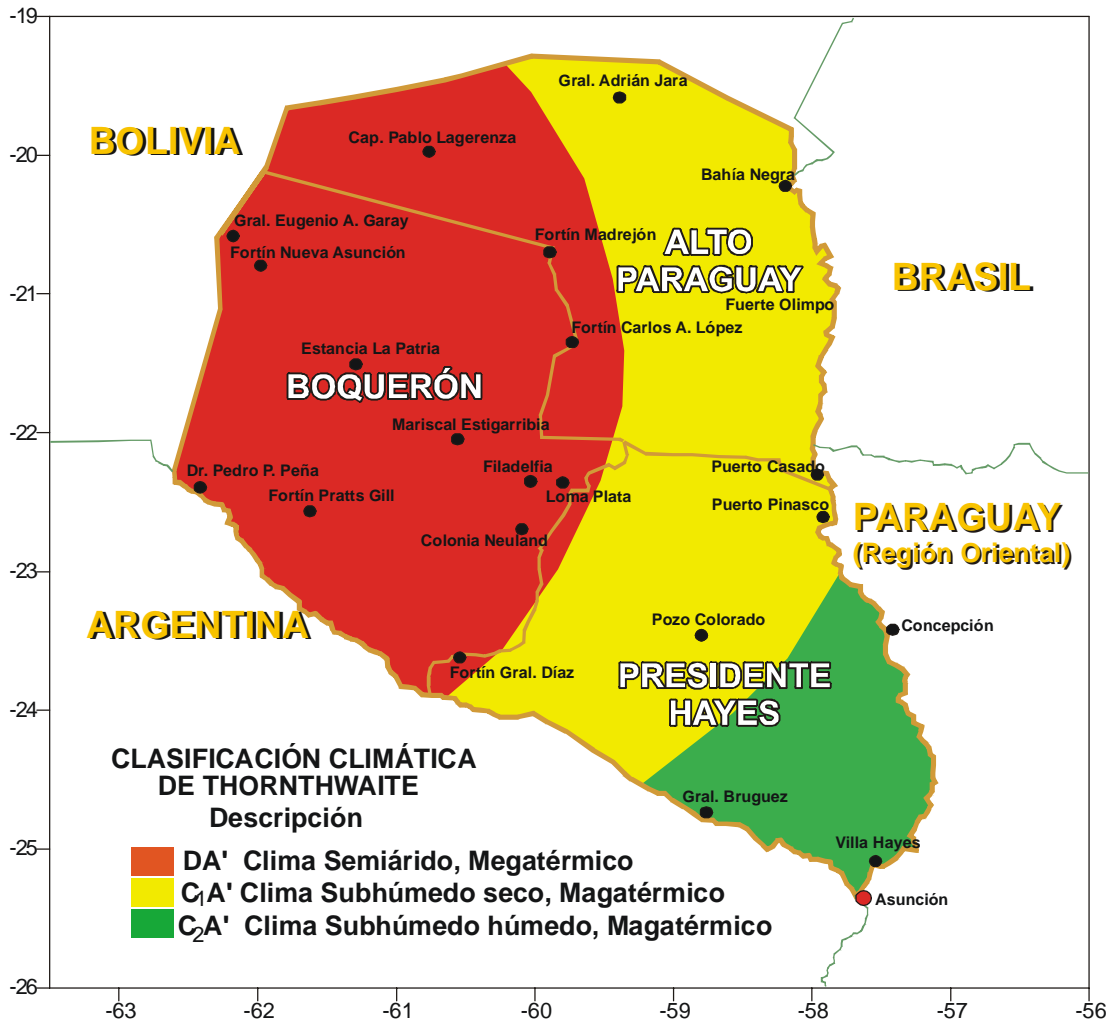 -19
-20
-21
-22
-23
-24
-25
-26
-63
-62
-61
-60
-59
-58
-57
-56
BOLIVIA
BRASIL
ARGENTINA
PARAGUAY
(Región Oriental)
ALTO
PARAGUAY
BOQUERÓN
PRESIDENTE
HAYES
Gral. Adrián Jara
Cap. Pablo Lagerenza
Bahía Negra
Gral. Eugenio A. Garay
Fortín Madrejón
Fortín Nueva Asunción
Fuerte Olimpo
Fortín Carlos A. López
Estancia La Patria
Mariscal Estigarribia
Dr. Pedro P. Peña
Filadelfia
Puerto Casado
Fortín Pratts Gill
Loma Plata
Puerto Pinasco
Colonia Neuland
Pozo Colorado
Concepción
Fortín Gral. Díaz
Gral. Bruguez
Villa Hayes
Asunción
CLASIFICACIÓN CLIMÁTICA
DE THORNTHWAITE
Descripción
DA' Clima Semiárido, Megatérmico
C₁A' Clima Subhúmedo seco, Magatérmico
C₂A' Clima Subhúmedo húmedo, Magatérmico